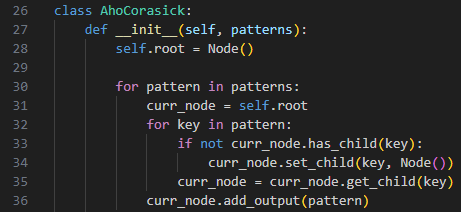 26 class AhoCorasick:
27     def __init__(self, patterns):
28         self.root = Node()
29
30         for pattern in patterns:
31             curr_node = self.root
32             for key in pattern:
33                 if not curr_node.has_child(key):
34                     curr_node.set_child(key, Node())
35                 curr_node = curr_node.get_child(key)
36             curr_node.add_output(pattern)